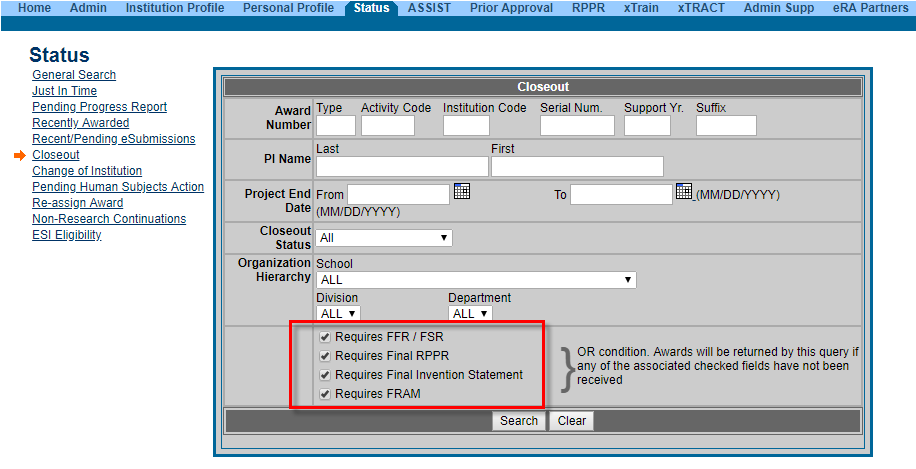 Home Admin Institution Profile Personal Profile Status ASSIST Prior Approval RPPR xTrain xTRACT Admin Supp eRA Partners
Status
General Search
Just In Time
Pending Progress Report
Recently Awarded
Recent/Pending eSubmissions
Closeout
Change of Institution
Pending Human Subjects Action
Re-assign Award
Non-Research Continuations
ESI Eligibility
Closeout
Award Number
Type Activity Code Institution Code Serial Num. Support Yr. Suffix
PI Name
Last First
Project End Date
From To (MM/DD/YYYY)
(MM/DD/YYYY)
Closeout Status
All
Organization Hierarchy
School
ALL
Division Department
ALL ALL
Requires FFR / FSR
Requires Final RPPR
Requires Final Invention Statement
Requires FRAM
OR condition. Awards will be returned by this query if
any of the associated checked fields have not been
received
Search Clear